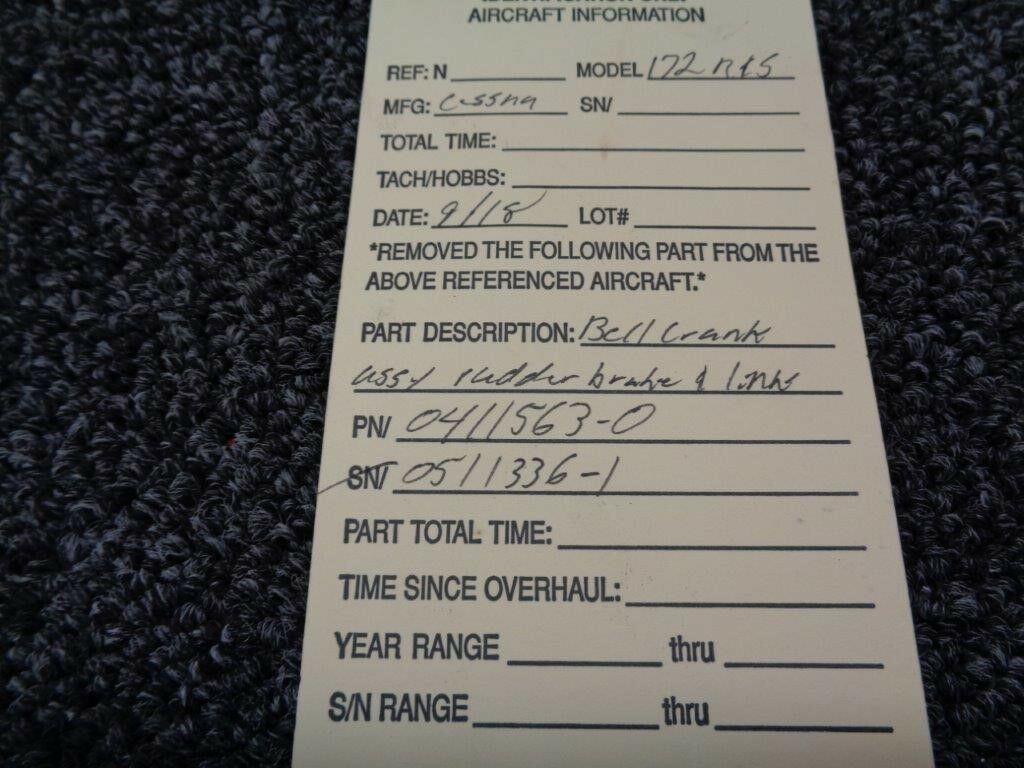 AIRCRAFT INFORMATION
REF: N MODEL 172 N&S
MFG: Cessna SN/
TOTAL TIME:
TACH/HOBBS:
DATE: 9/18 LOT#
*REMOVED THE FOLLOWING PART FROM THE
ABOVE REFERENCED AIRCRAFT.*
PART DESCRIPTION: Bell Crank
assy rudder brake & links
PN/ 0411563-0
SN/ 0511336-1
PART TOTAL TIME:
TIME SINCE OVERHAUL:
YEAR RANGE thru
S/N RANGE thru